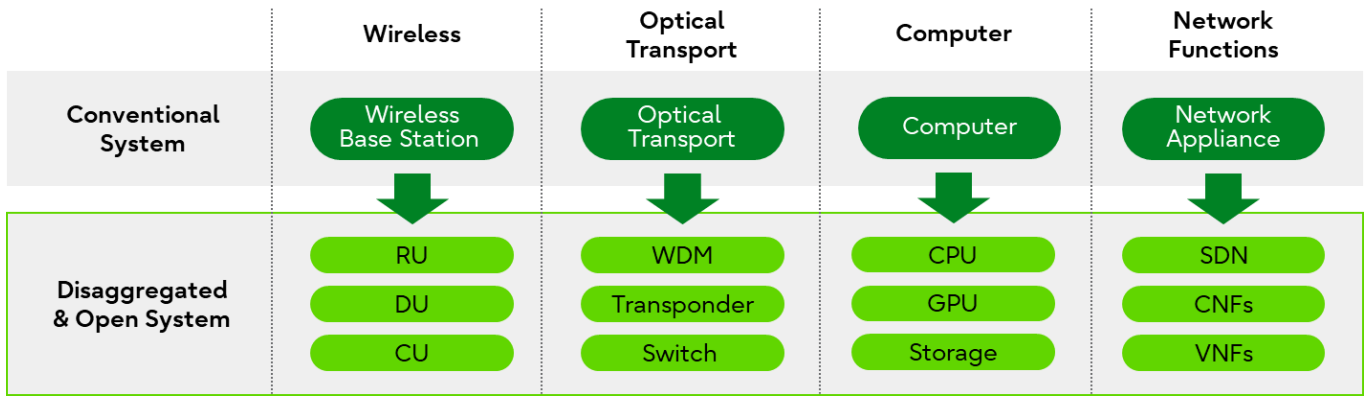 Wireless
Optical
Transport
Computer
Network
Functions
Conventional
System
Wireless
Base Station
Optical
Transport
Computer
Network
Appliance
Disaggregated
& Open System
RU
WDM
CPU
SDN
DU
Transponder
GPU
CNFs
CU
Switch
Storage
VNFs